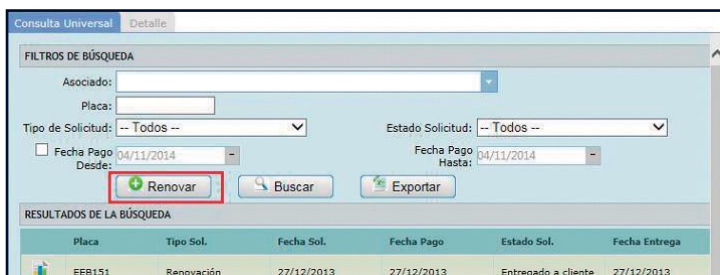 Consulta Universal Detalle
FILTROS DE BÚSQUEDA
Asociado:
Placa:
Tipo de Solicitud: -- Todos -- Estado Solicitud: -- Todos --
Fecha Pago Desde: 04/11/2014 Fecha Pago Hasta: 04/11/2014
Renovar Buscar Exportar
RESULTADOS DE LA BÚSQUEDA
Placa Tipo Sol. Fecha Sol. Fecha Pago Estado Sol. Fecha Entrega
EEB151 Renovación 27/12/2013 27/12/2013 Entregado a cliente 27/12/2013